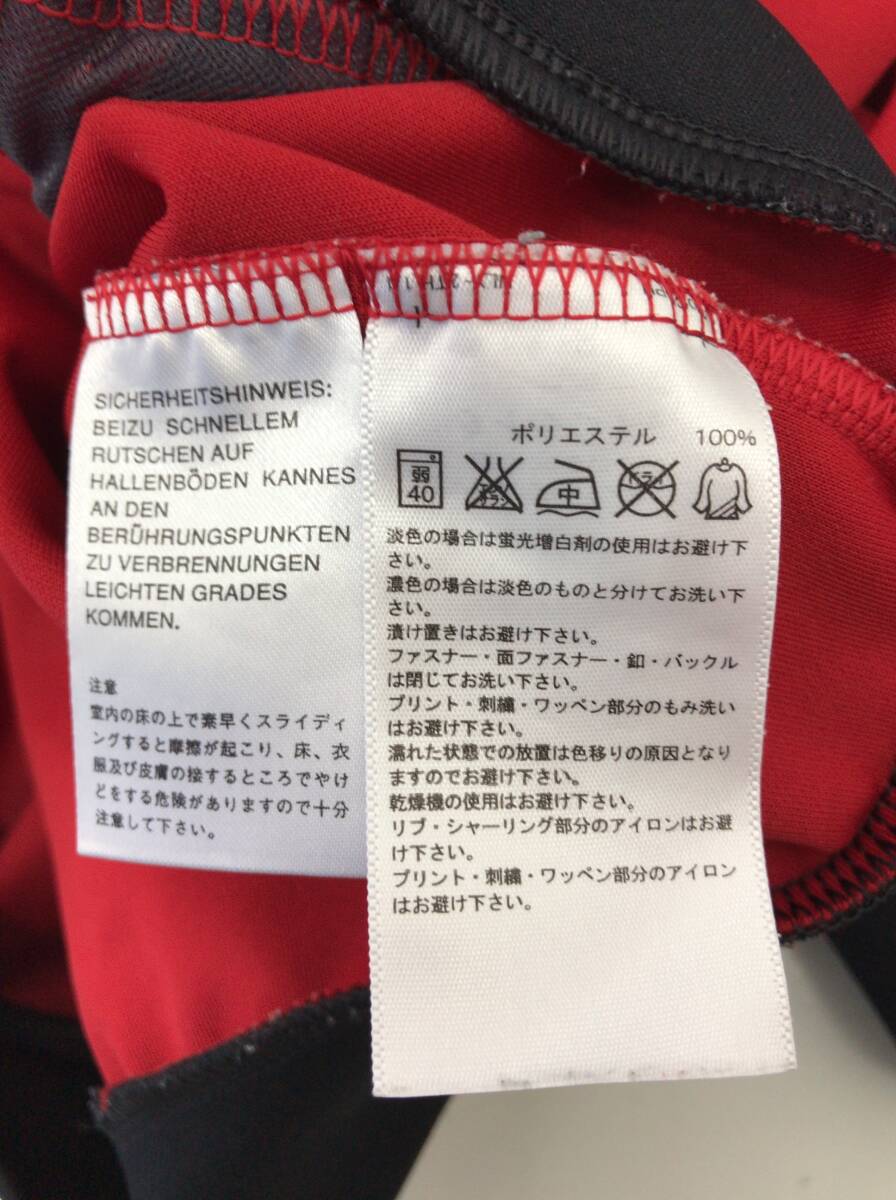 SICHERHEITSHINWEIS:
BEIZU SCHNELLEM
RUTSCHEN AUF
HALLENBÖDEN KANNES
AN DEN
BERÜHRUNGSPUNKTEN
ZU VERBRENNUNGEN
LEICHTEN GRADES
KOMMEN.
注意
室内の床の上で素早くスライディ
ングすると摩擦が起こり、床、衣
服及び皮膚の接するところでやけ
どをする危険がありますので十分
注意して下さい。
ポリエステル 100%
弱
40
中
淡色の場合は蛍光増白剤の使用はお避け下
さい。
濃色の場合は淡色のものと分けてお洗い下
さい。
漬け置きはお避け下さい。
ファスナー・面ファスナー・釦・バックル
は閉じてお洗い下さい。
プリント・刺繍・ワッペン部分のもみ洗い
はお避け下さい。
濡れた状態での放置は色移りの原因となり
ますのでお避け下さい。
乾燥機の使用はお避け下さい。
リブ・シャーリング部分のアイロンはお避
け下さい。
プリント・刺繍・ワッペン部分のアイロン
はお避け下さい。